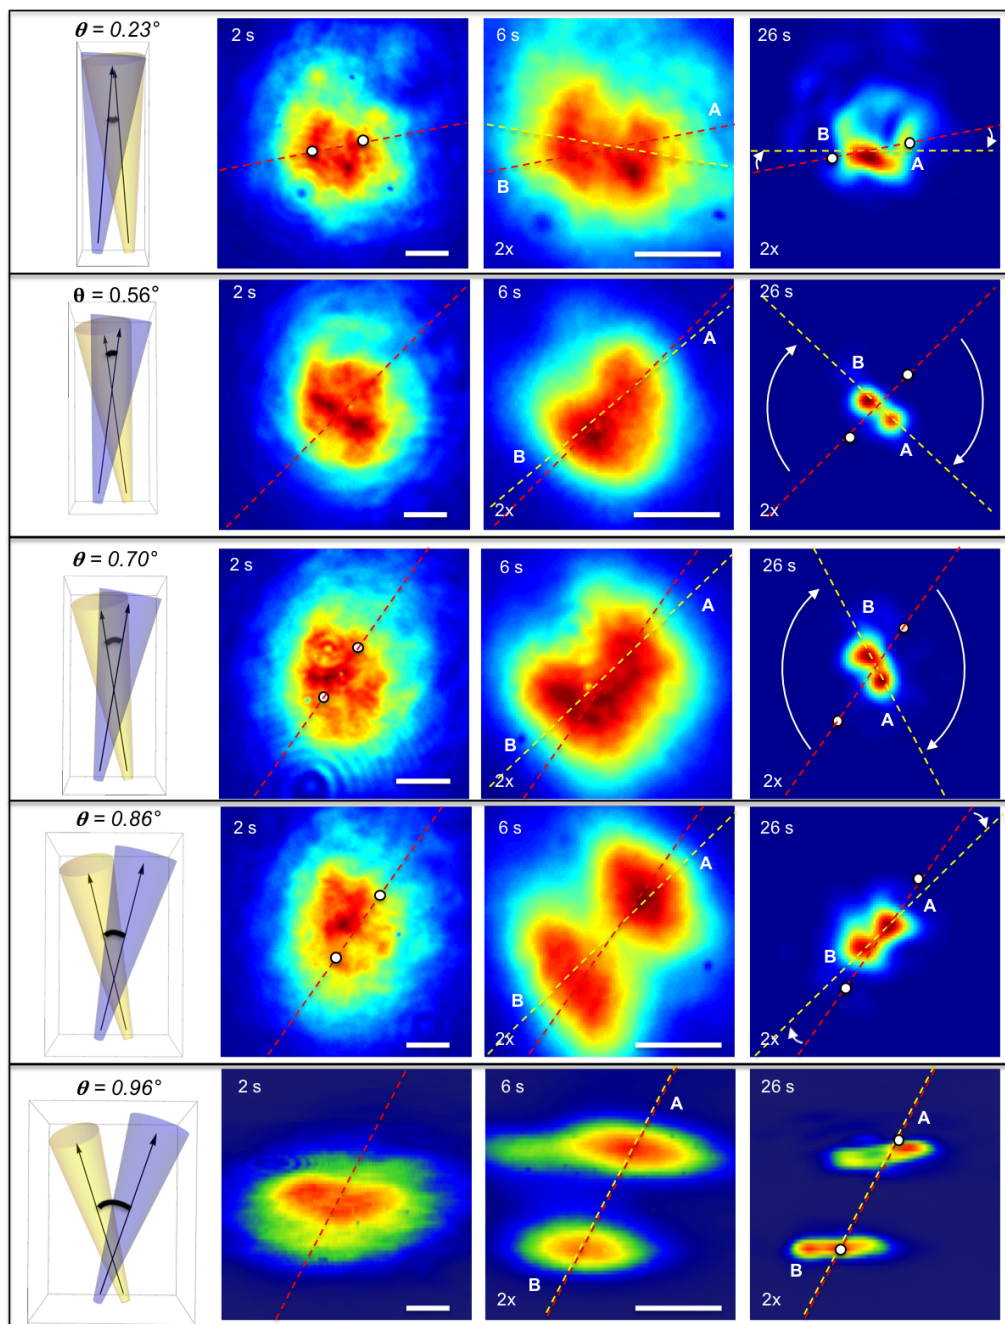 θ = 0.23°
2 s
6 s
A
B
2x
26 s
B
A
2x
θ = 0.56°
2 s
6 s
A
B
2x
26 s
B
A
2x
θ = 0.70°
2 s
6 s
A
B
2x
26 s
B
A
2x
θ = 0.86°
2 s
6 s
A
B
2x
26 s
A
B
2x
θ = 0.96°
2 s
6 s
A
B
2x
26 s
A
B
2x